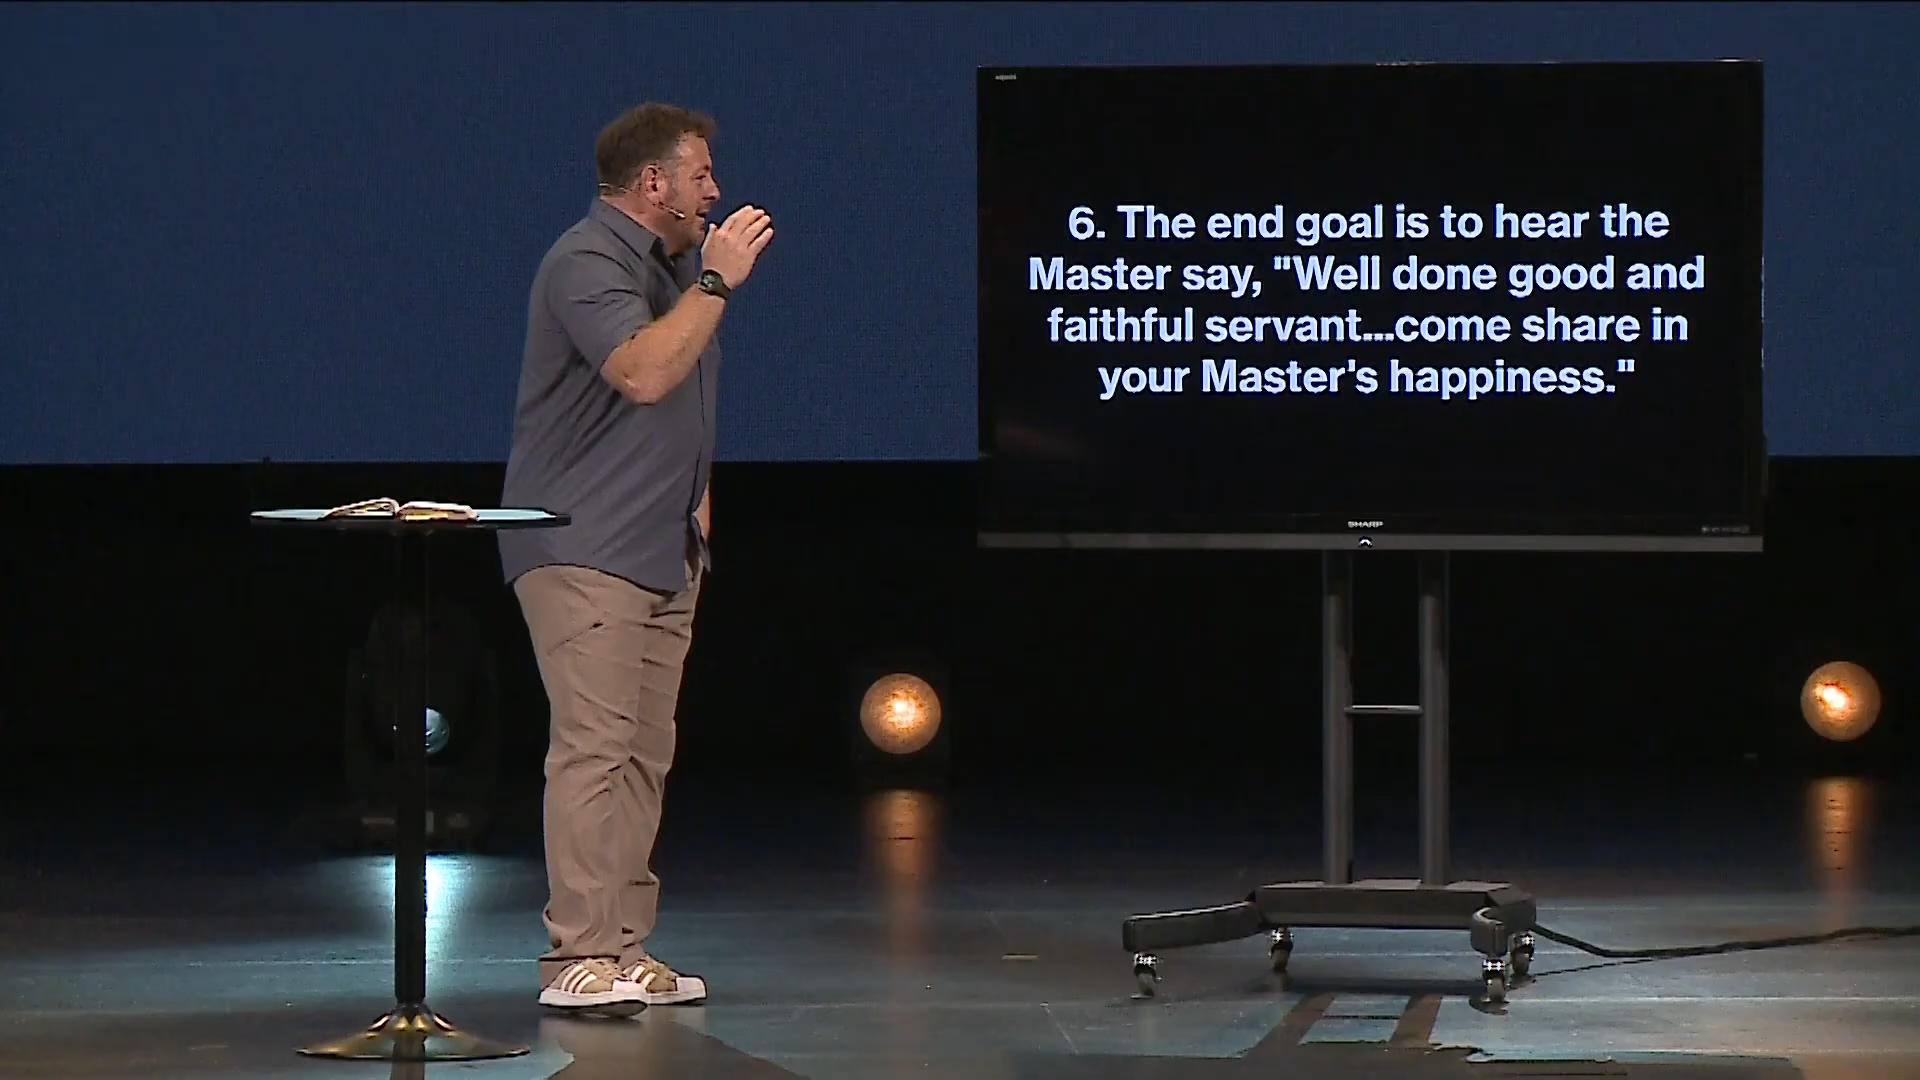 6. The end goal is to hear the
Master say, "Well done good and
faithful servant...come share in
your Master's happiness."
SHARP